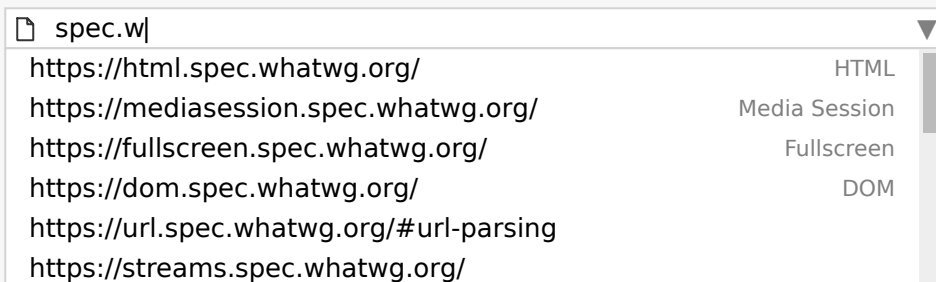 spec.w
https://html.spec.whatwg.org/ HTML
https://mediasession.spec.whatwg.org/ Media Session
https://fullscreen.spec.whatwg.org/ Fullscreen
https://dom.spec.whatwg.org/ DOM
https://url.spec.whatwg.org/#url-parsing
https://streams.spec.whatwg.org/